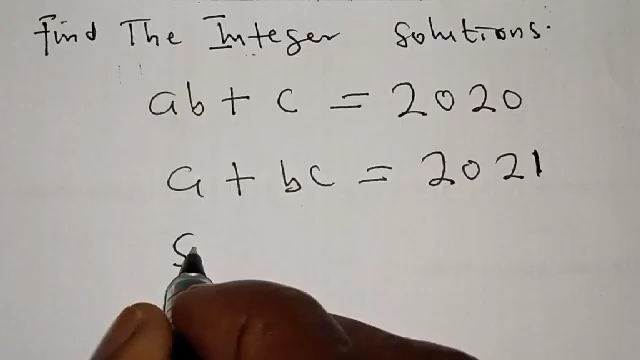 find The Integer Solutions.
ab + c = 2020
a + bc = 2021
S